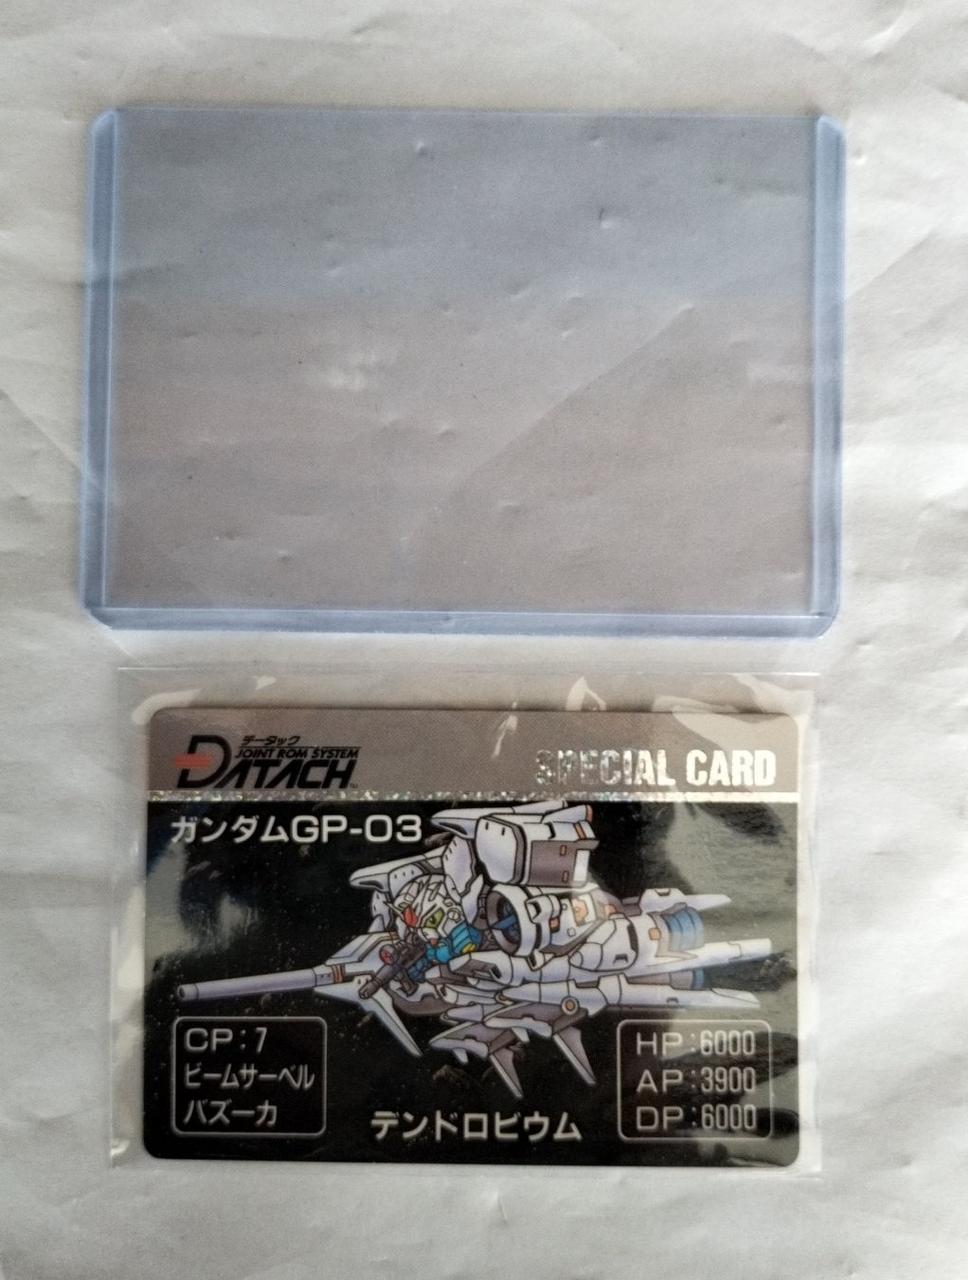 データック
JOINT ROM SYSTEM
DATACH TM
SPECIAL CARD
ガンダムGP-03
CP:7
ビームサーベル
バズーカ
デンドロビウム
HP:6000
AP:3900
DP:6000